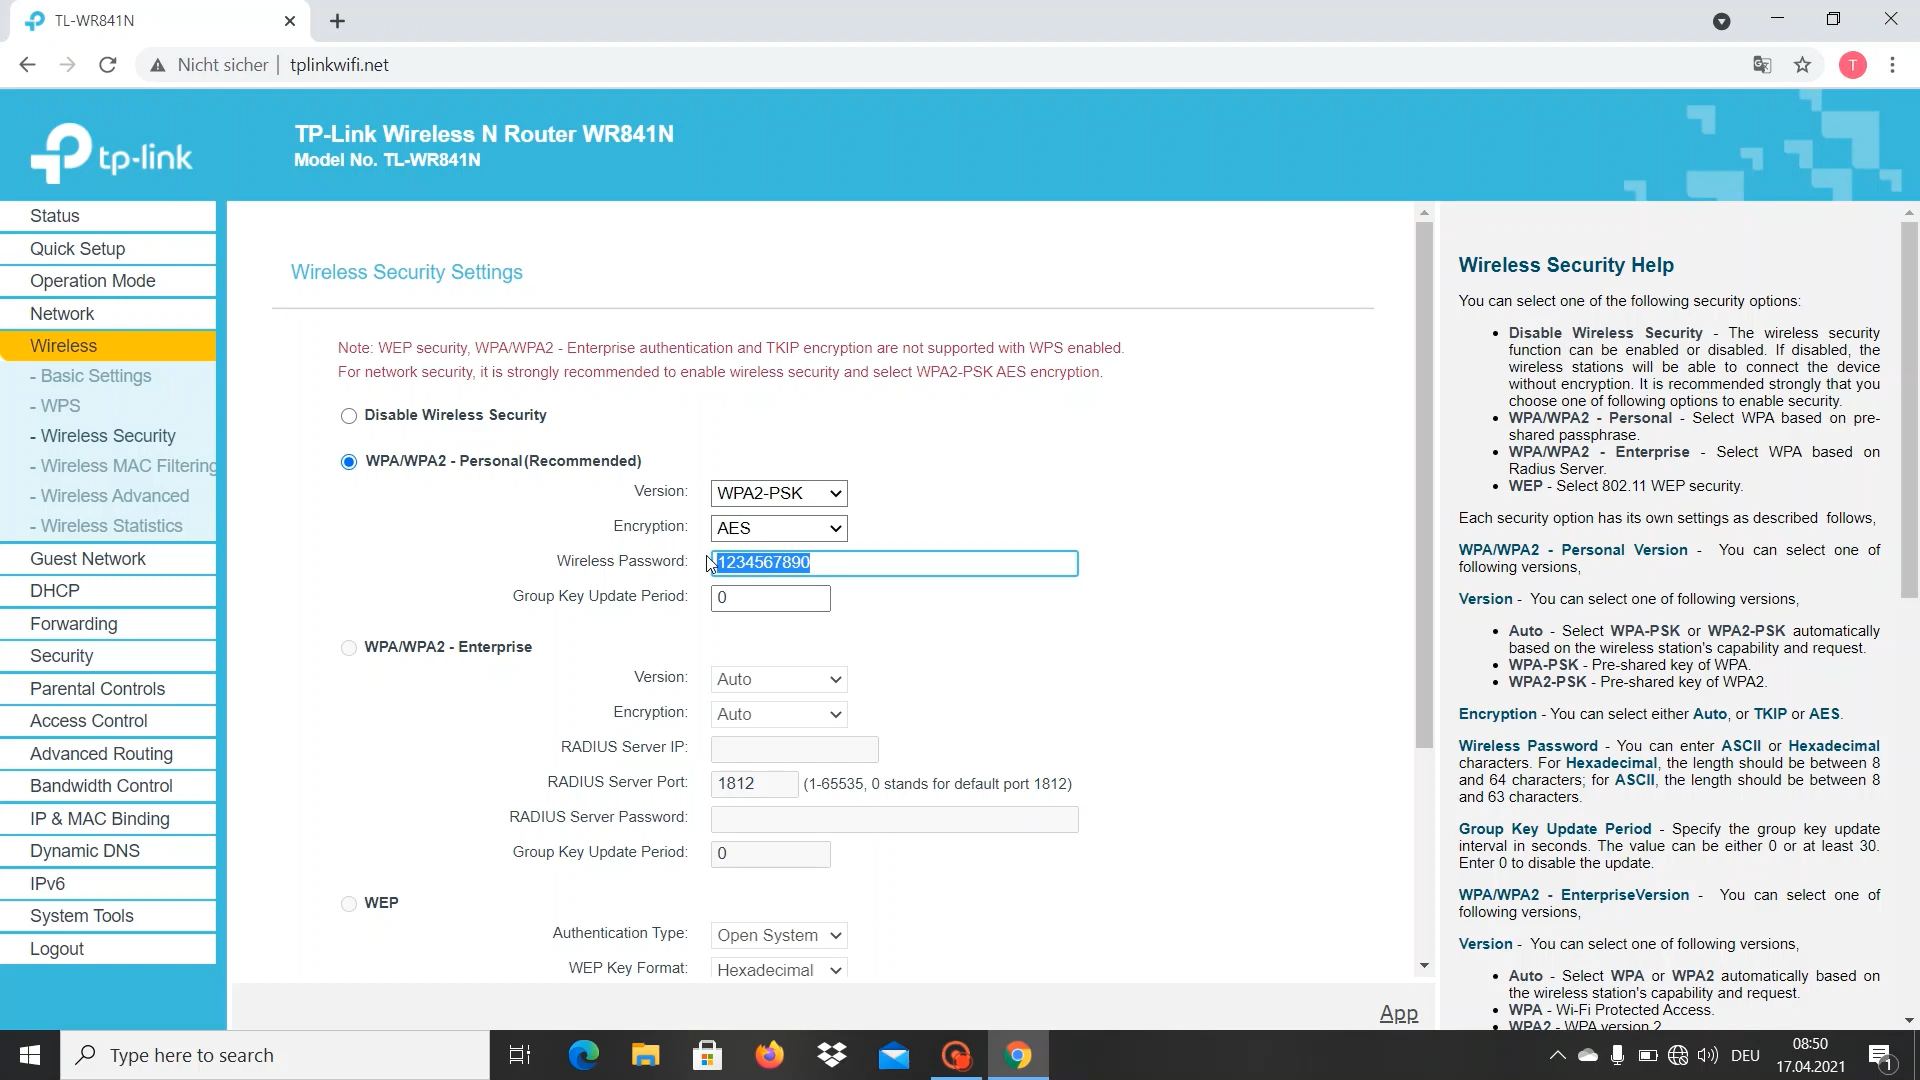 TL-WR841N
Nicht sicher | tplinkwifi.net
T
tp-link
TP-Link Wireless N Router WR841N
Model No. TL-WR841N
Status
Quick Setup
Operation Mode
Network
Wireless
- Basic Settings
- WPS
- Wireless Security
- Wireless MAC Filtering
- Wireless Advanced
- Wireless Statistics
Guest Network
DHCP
Forwarding
Security
Parental Controls
Access Control
Advanced Routing
Bandwidth Control
IP & MAC Binding
Dynamic DNS
IPv6
System Tools
Logout
Wireless Security Settings
Note: WEP security, WPA/WPA2 - Enterprise authentication and TKIP encryption are not supported with WPS enabled.
For network security, it is strongly recommended to enable wireless security and select WPA2-PSK AES encryption.
Disable Wireless Security
WPA/WPA2 - Personal(Recommended)
Version: WPA2-PSK
Encryption: AES
Wireless Password: 1234567890
Group Key Update Period: 0
WPA/WPA2 - Enterprise
Version: Auto
Encryption: Auto
RADIUS Server IP:
RADIUS Server Port: 1812 (1-65535, 0 stands for default port 1812)
RADIUS Server Password:
Group Key Update Period: 0
WEP
Authentication Type: Open System
WEP Key Format: Hexadecimal
App
Wireless Security Help
You can select one of the following security options:
• Disable Wireless Security - The wireless security
function can be enabled or disabled. If disabled, the
wireless stations will be able to connect the device
without encryption. It is recommended strongly that you
choose one of following options to enable security.
• WPA/WPA2 - Personal - Select WPA based on pre-
shared passphrase.
• WPA/WPA2 - Enterprise - Select WPA based on
Radius Server.
• WEP - Select 802.11 WEP security.
Each security option has its own settings as described follows,
WPA/WPA2 - Personal Version - You can select one of
following versions,
Version - You can select one of following versions,
• Auto - Select WPA-PSK or WPA2-PSK automatically
based on the wireless station's capability and request.
• WPA-PSK - Pre-shared key of WPA.
• WPA2-PSK - Pre-shared key of WPA2.
Encryption - You can select either Auto, or TKIP or AES.
Wireless Password - You can enter ASCII or Hexadecimal
characters. For Hexadecimal, the length should be between 8
and 64 characters; for ASCII, the length should be between 8
and 63 characters.
Group Key Update Period - Specify the group key update
interval in seconds. The value can be either 0 or at least 30.
Enter 0 to disable the update.
WPA/WPA2 - EnterpriseVersion - You can select one of
following versions,
Version - You can select one of following versions,
• Auto - Select WPA or WPA2 automatically based on
the wireless station's capability and request.
• WPA - Wi-Fi Protected Access.
• WPA2 - WPA version 2
Type here to search
DEU
08:50
17.04.2021
1